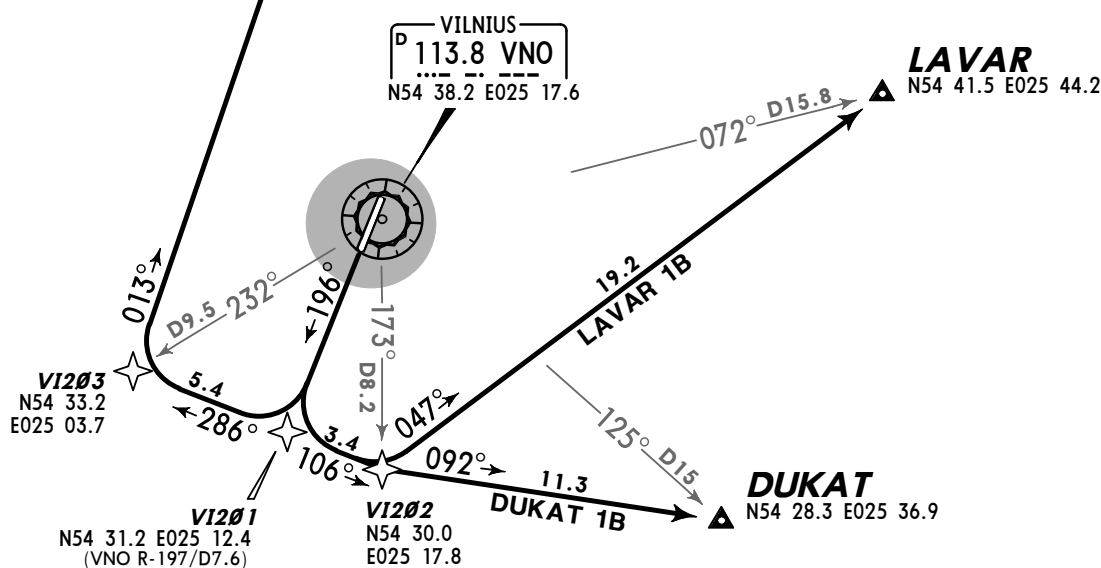 VILNIUS
D 113.8 VNO
N54 38.2 E025 17.6
LAVAR
N54 41.5 E025 44.2
072° D15.8
013°
D9.5 232°
196°
173°
D8.2
19.2
LAVAR 1B
VI2Ø3
N54 33.2
E025 03.7
5.4
286°
3.4
106°
047°
092°
11.3
DUKAT 1B
125° D15
DUKAT
N54 28.3 E025 36.9
VI2Ø1
N54 31.2 E025 12.4
(VNO R-197/D7.6)
VI2Ø2
N54 30.0
E025 17.8